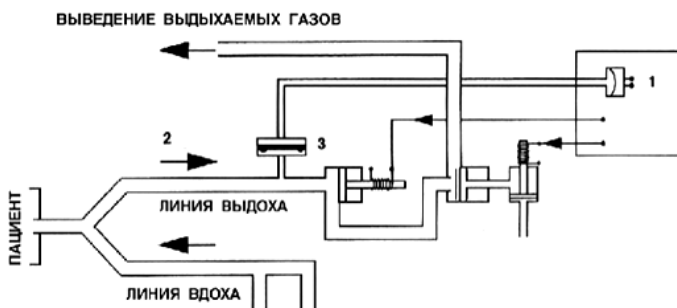 ВЫВЕДЕНИЕ ВЫДЫХАЕМЫХ ГАЗОВ
1
2
3
ЛИНИЯ ВЫДОХА
ПАЦИЕНТ
ЛИНИЯ ВДОХА